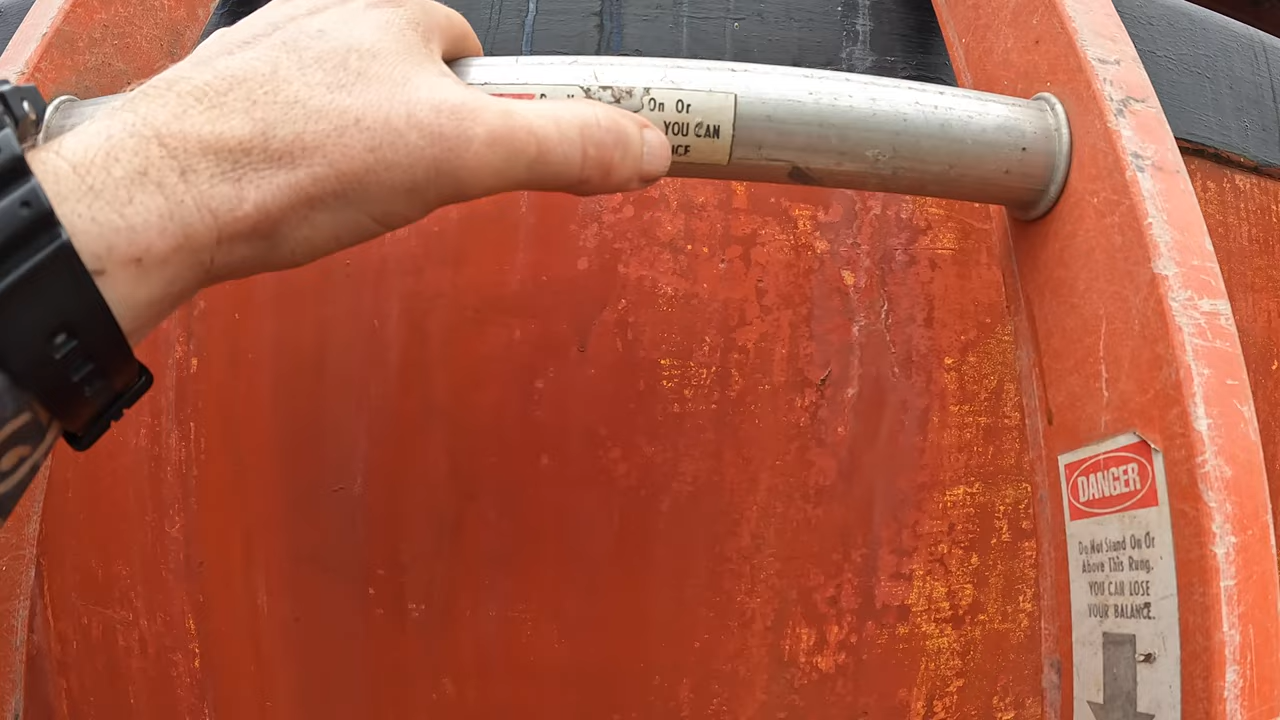 On Or
YOU CAN
DANGER
Do Not Stand On Or
Above This Rung.
YOU CAN LOSE
YOUR BALANCE.